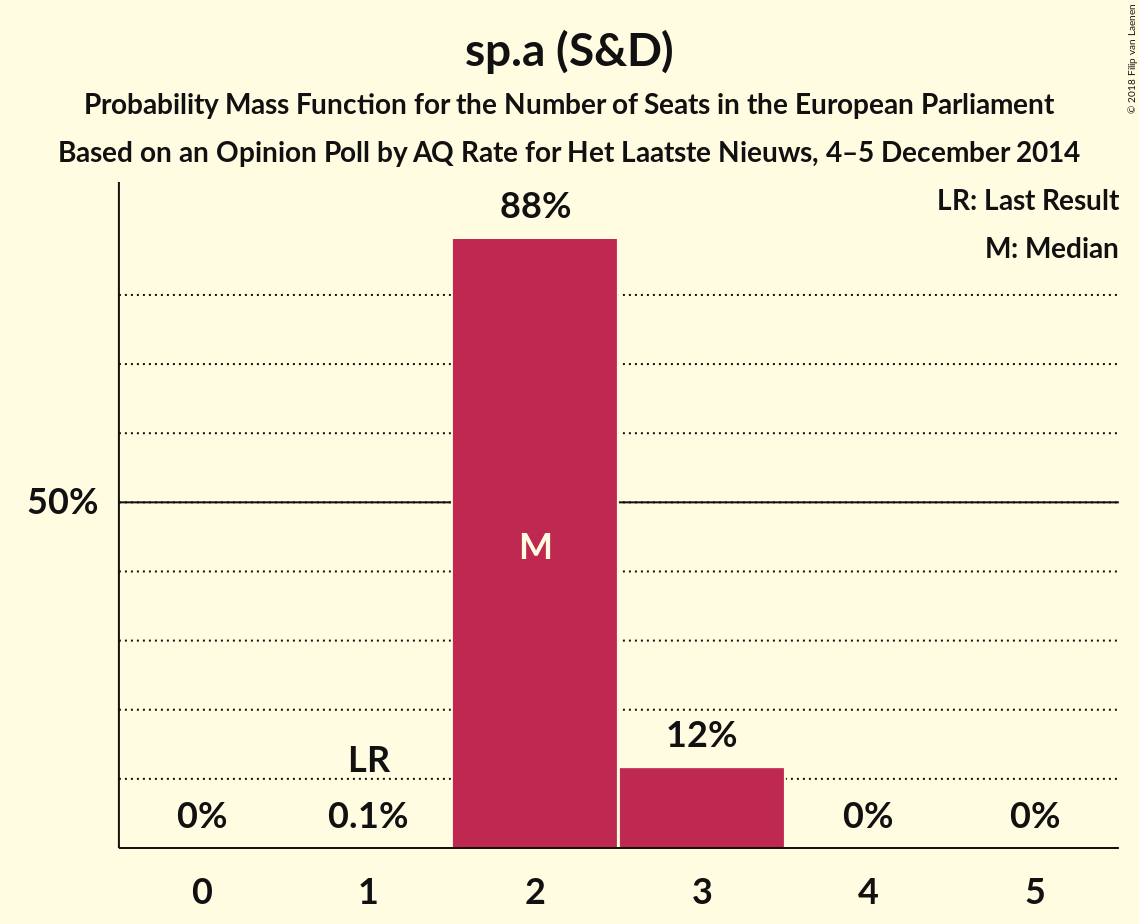 sp.a (S&D)
Probability Mass Function for the Number of Seats in the European Parliament
Based on an Opinion Poll by AQ Rate for Het Laatste Nieuws, 4–5 December 2014
© 2018 Filip van Laenen
LR: Last Result
M: Median
88%
50%
M
12%
LR
0%
0.1%
0%
0%
0 1 2 3 4 5